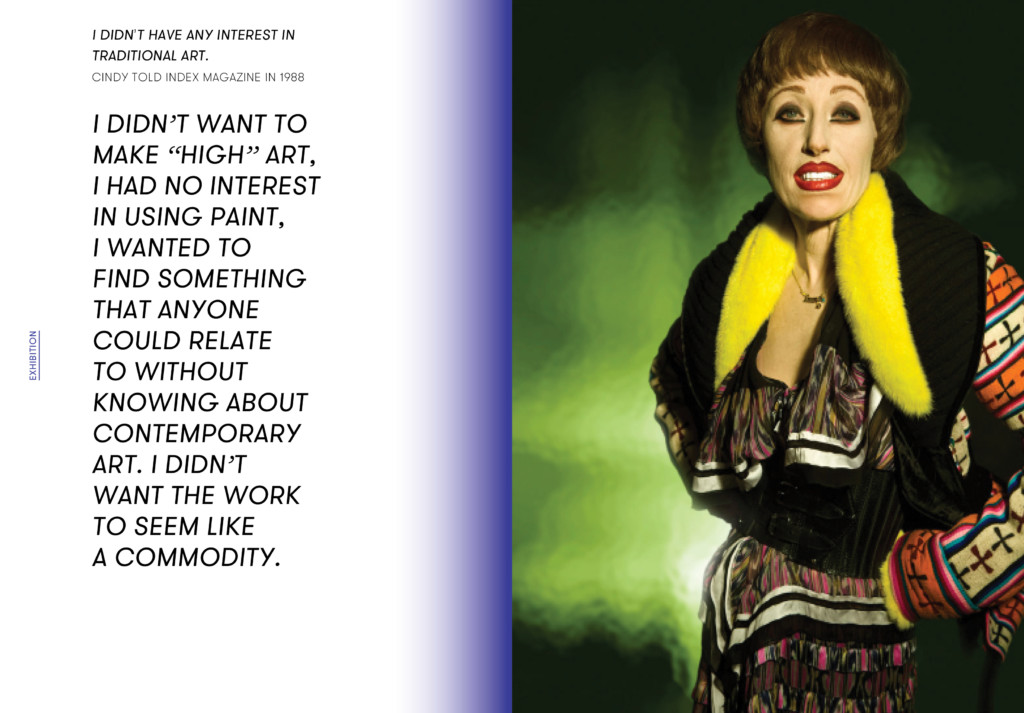 I DIDN'T HAVE ANY INTEREST IN
TRADITIONAL ART.
CINDY TOLD INDEX MAGAZINE IN 1988
I DIDN’T WANT TO
MAKE “HIGH” ART,
I HAD NO INTEREST
IN USING PAINT,
I WANTED TO
FIND SOMETHING
THAT ANYONE
COULD RELATE
TO WITHOUT
KNOWING ABOUT
CONTEMPORARY
ART. I DIDN’T
WANT THE WORK
TO SEEM LIKE
A COMMODITY.
EXHIBITION